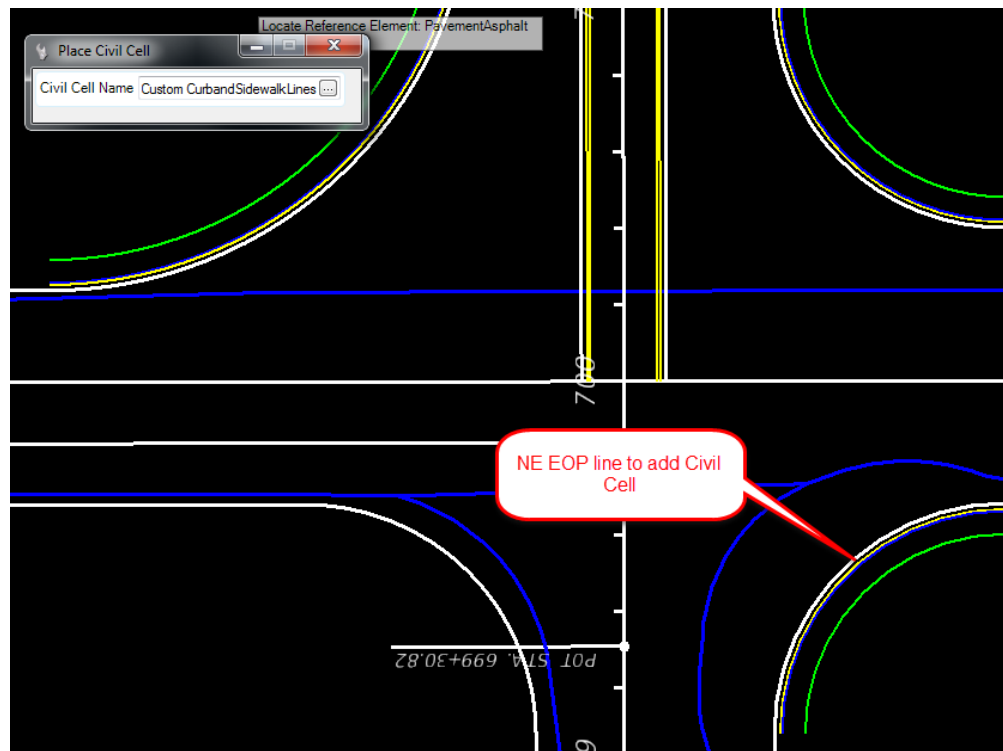 Locate Reference Element: PavementAsphalt
Place Civil Cell
Civil Cell Name Custom CurbandSidewalkLines ...
700
NE EOP line to add Civil
Cell
POT STA. 699+30.82